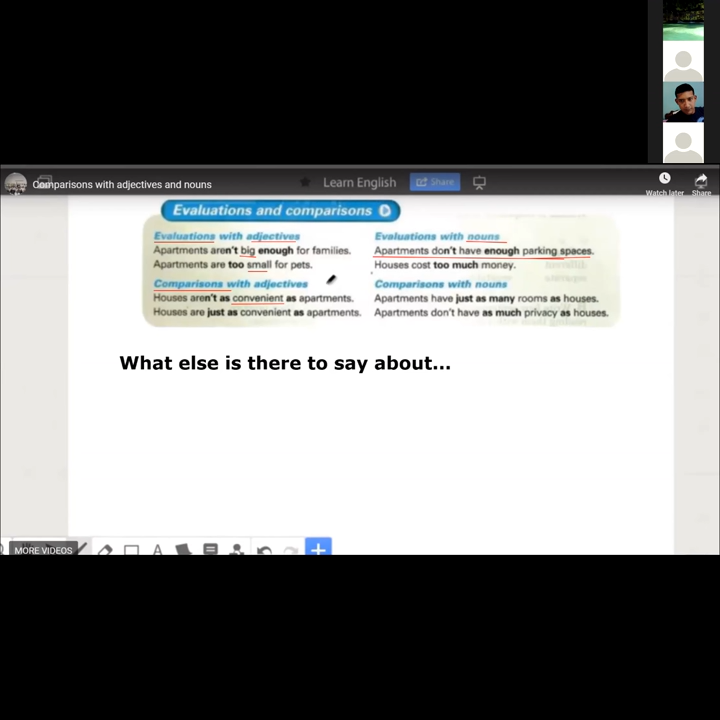 Comparisons with adjectives and nouns
Learn English
Share
Watch later
Share
Evaluations and comparisons
Evaluations with adjectives
Apartments aren't big enough for families.
Apartments are too small for pets.
Comparisons with adjectives
Houses aren't as convenient as apartments.
Houses are just as convenient as apartments.
Evaluations with nouns
Apartments don't have enough parking spaces.
Houses cost too much money.
Comparisons with nouns
Apartments have just as many rooms as houses.
Apartments don't have as much privacy as houses.
What else is there to say about...
A
MORE VIDEOS